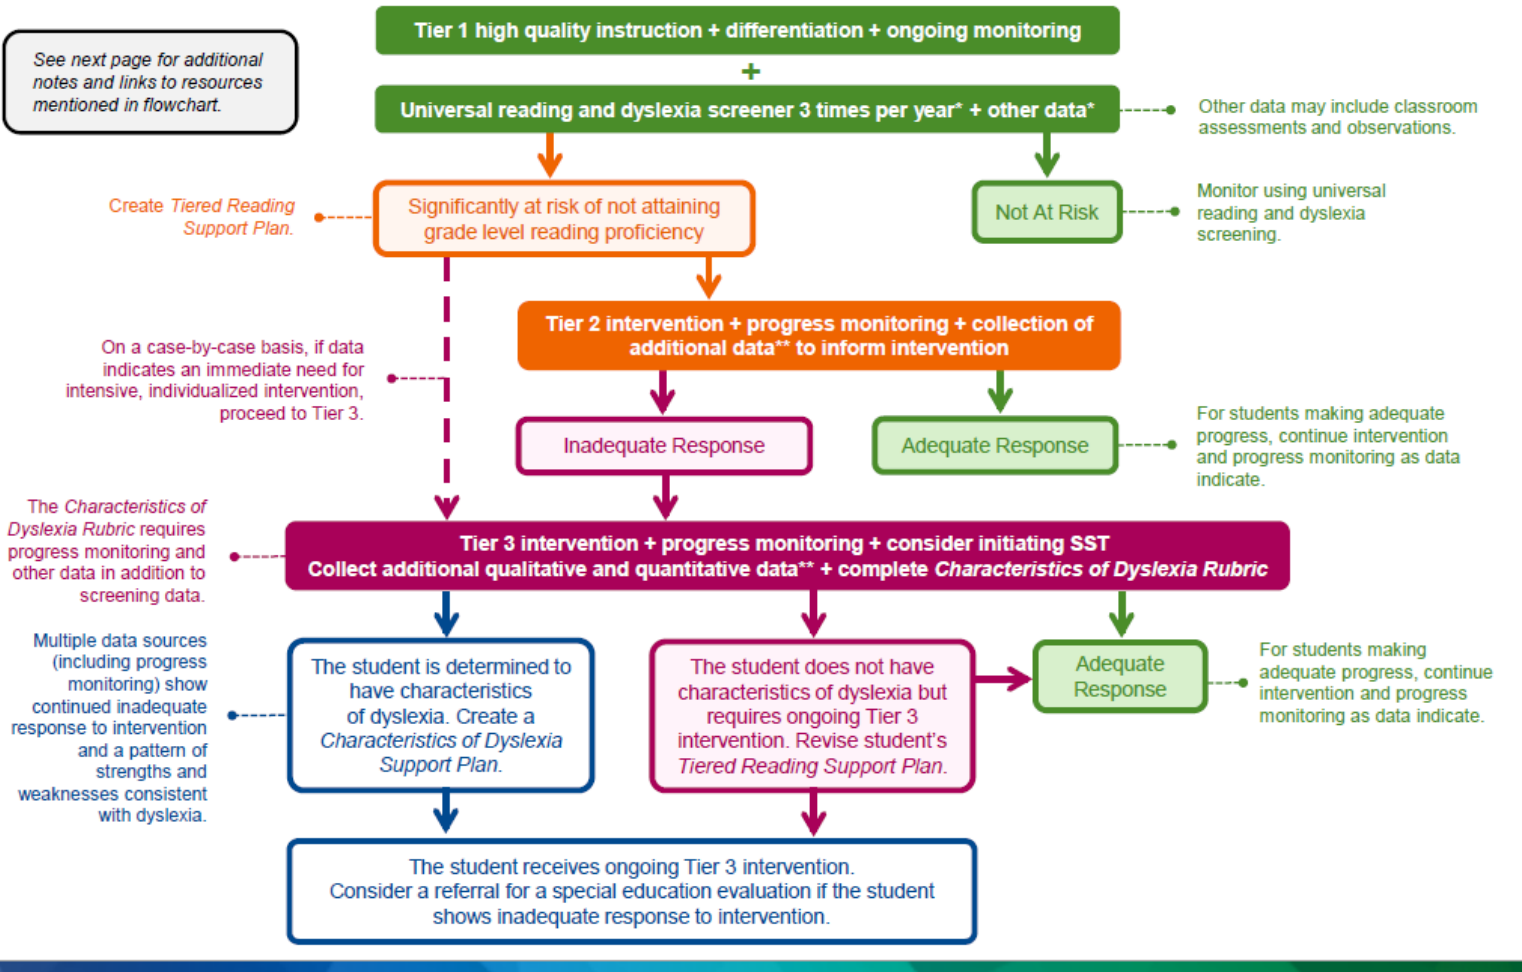 Tier 1 high quality instruction + differentiation + ongoing monitoring
See next page for additional
notes and links to resources
mentioned in flowchart.
+
Universal reading and dyslexia screener 3 times per year* + other data*
Other data may include classroom
assessments and observations.
Create Tiered Reading
Support Plan.
Significantly at risk of not attaining
grade level reading proficiency
Not At Risk
Monitor using universal
reading and dyslexia
screening.
Tier 2 intervention + progress monitoring + collection of
additional data** to inform intervention
On a case-by-case basis, if data
indicates an immediate need for
intensive, individualized intervention,
proceed to Tier 3.
Inadequate Response
Adequate Response
For students making adequate
progress, continue intervention
and progress monitoring as data
indicate.
The Characteristics of
Dyslexia Rubric requires
progress monitoring and
other data in addition to
screening data.
Tier 3 intervention + progress monitoring + consider initiating SST
Collect additional qualitative and quantitative data** + complete Characteristics of Dyslexia Rubric
Multiple data sources
(including progress
monitoring) show
continued inadequate
response to intervention
and a pattern of
strengths and
weaknesses consistent
with dyslexia.
The student is determined to
have characteristics
of dyslexia. Create a
Characteristics of Dyslexia
Support Plan.
The student does not have
characteristics of dyslexia but
requires ongoing Tier 3
intervention. Revise student's
Tiered Reading Support Plan.
Adequate
Response
For students making
adequate progress, continue
intervention and progress
monitoring as data indicate.
The student receives ongoing Tier 3 intervention.
Consider a referral for a special education evaluation if the student
shows inadequate response to intervention.